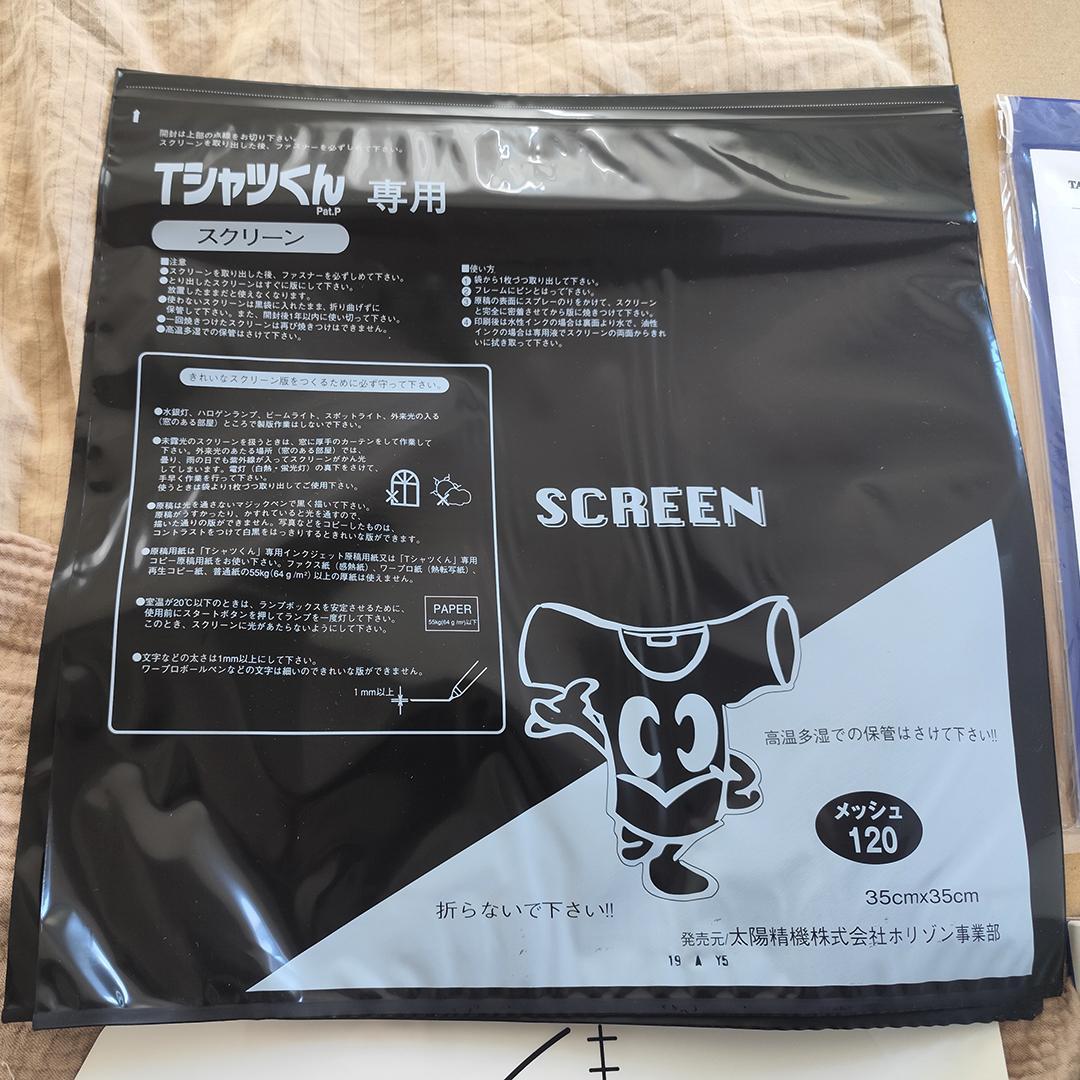 開封は上部の点線をお切り下さい。
スクリーンを取り出した後、ファスナーを必ずしめて下さい。
Tシャツくん 専用
Pat.P
スクリーン
■注意
●スクリーンを取り出した後、ファスナーを必ずしめて下さい。
●とり出したスクリーンはすぐに版にして下さい。
放置したままだと使えなくなります。
●使わないスクリーンは黒袋に入れたまま、折り曲げずに
保管して下さい。また、開封後1年以内に使い切って下さい。
●一回焼きつけたスクリーンは再び焼きつけはできません。
●高温多湿での保管はさけて下さい。
■使い方
❶袋から1枚づつ取り出して下さい。
❷フレームにピンとはって下さい。
❸原稿の表面にスプレーのりをかけて、スクリーン
と完全に密着させてから版に焼きつけて下さい。
❹印刷後は水性インクの場合は裏面より水で、油性
インクの場合は専用液でスクリーンの両面からきれ
いに拭き取って下さい。
きれいなスクリーン版をつくるために必ず守って下さい。
●水銀灯、ハロゲンランプ、ビームライト、スポットライト、外来光の入る
(窓のある部屋)ところで製版作業はしないで下さい。
●未露光のスクリーンを扱うときは、窓に厚手のカーテンをして作業して
下さい。外来光のあたる場所(窓のある部屋)では、
曇り、雨の日でも紫外線が入ってスクリーンがかん光
してしまいます。電灯(白熱・蛍光灯)の真下をさけて、
手早く作業を行って下さい。
使うときは袋より1枚づつ取り出してご使用下さい。
●原稿は光を通さないマジックペンで黒く描いて下さい。
原稿がうすかったり、かすれていると光を通すので、
描いた通りの版ができません。写真などをコピーしたものは、
コントラストをつけて白黒をはっきりするときれいな版ができます。
●原稿用紙は「Tシャツくん」専用インクジェット原稿用紙又は「Tシャツくん」専用
コピー原稿用紙をお使い下さい。ファクス紙(感熱紙)、ワープロ紙(熱転写紙)、
再生コピー紙、普通紙の55kg(64g/m²)以上の厚紙は使えません。
●室温が20℃以下のときは、ランプボックスを安定させるために、
使用前にスタートボタンを押してランプを一度灯して下さい。
このとき、スクリーンに光があたらないようにして下さい。
PAPER
55kg(64g/m²)以下
●文字などの太さは1mm以上にして下さい。
ワープロボールペンなどの文字は細いのできれいな版ができません。
1mm以上
SCREEN
高温多湿での保管はさけて下さい!!
メッシュ
120
35cmx35cm
折らないで下さい!!
発売元/太陽精機株式会社ホリゾン事業部
19 A Y5
TA